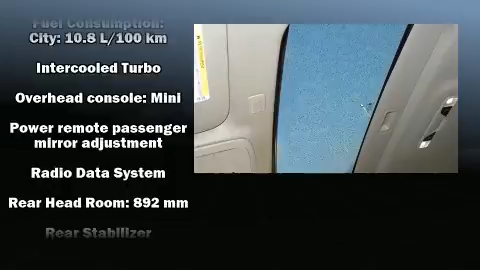 Fuel Consumption:
City: 10.8 L/100 km
Intercooled Turbo
Overhead console: Mini
Power remote passenger
mirror adjustment
Radio Data System
Rear Head Room: 892 mm
Rear Stabilizer